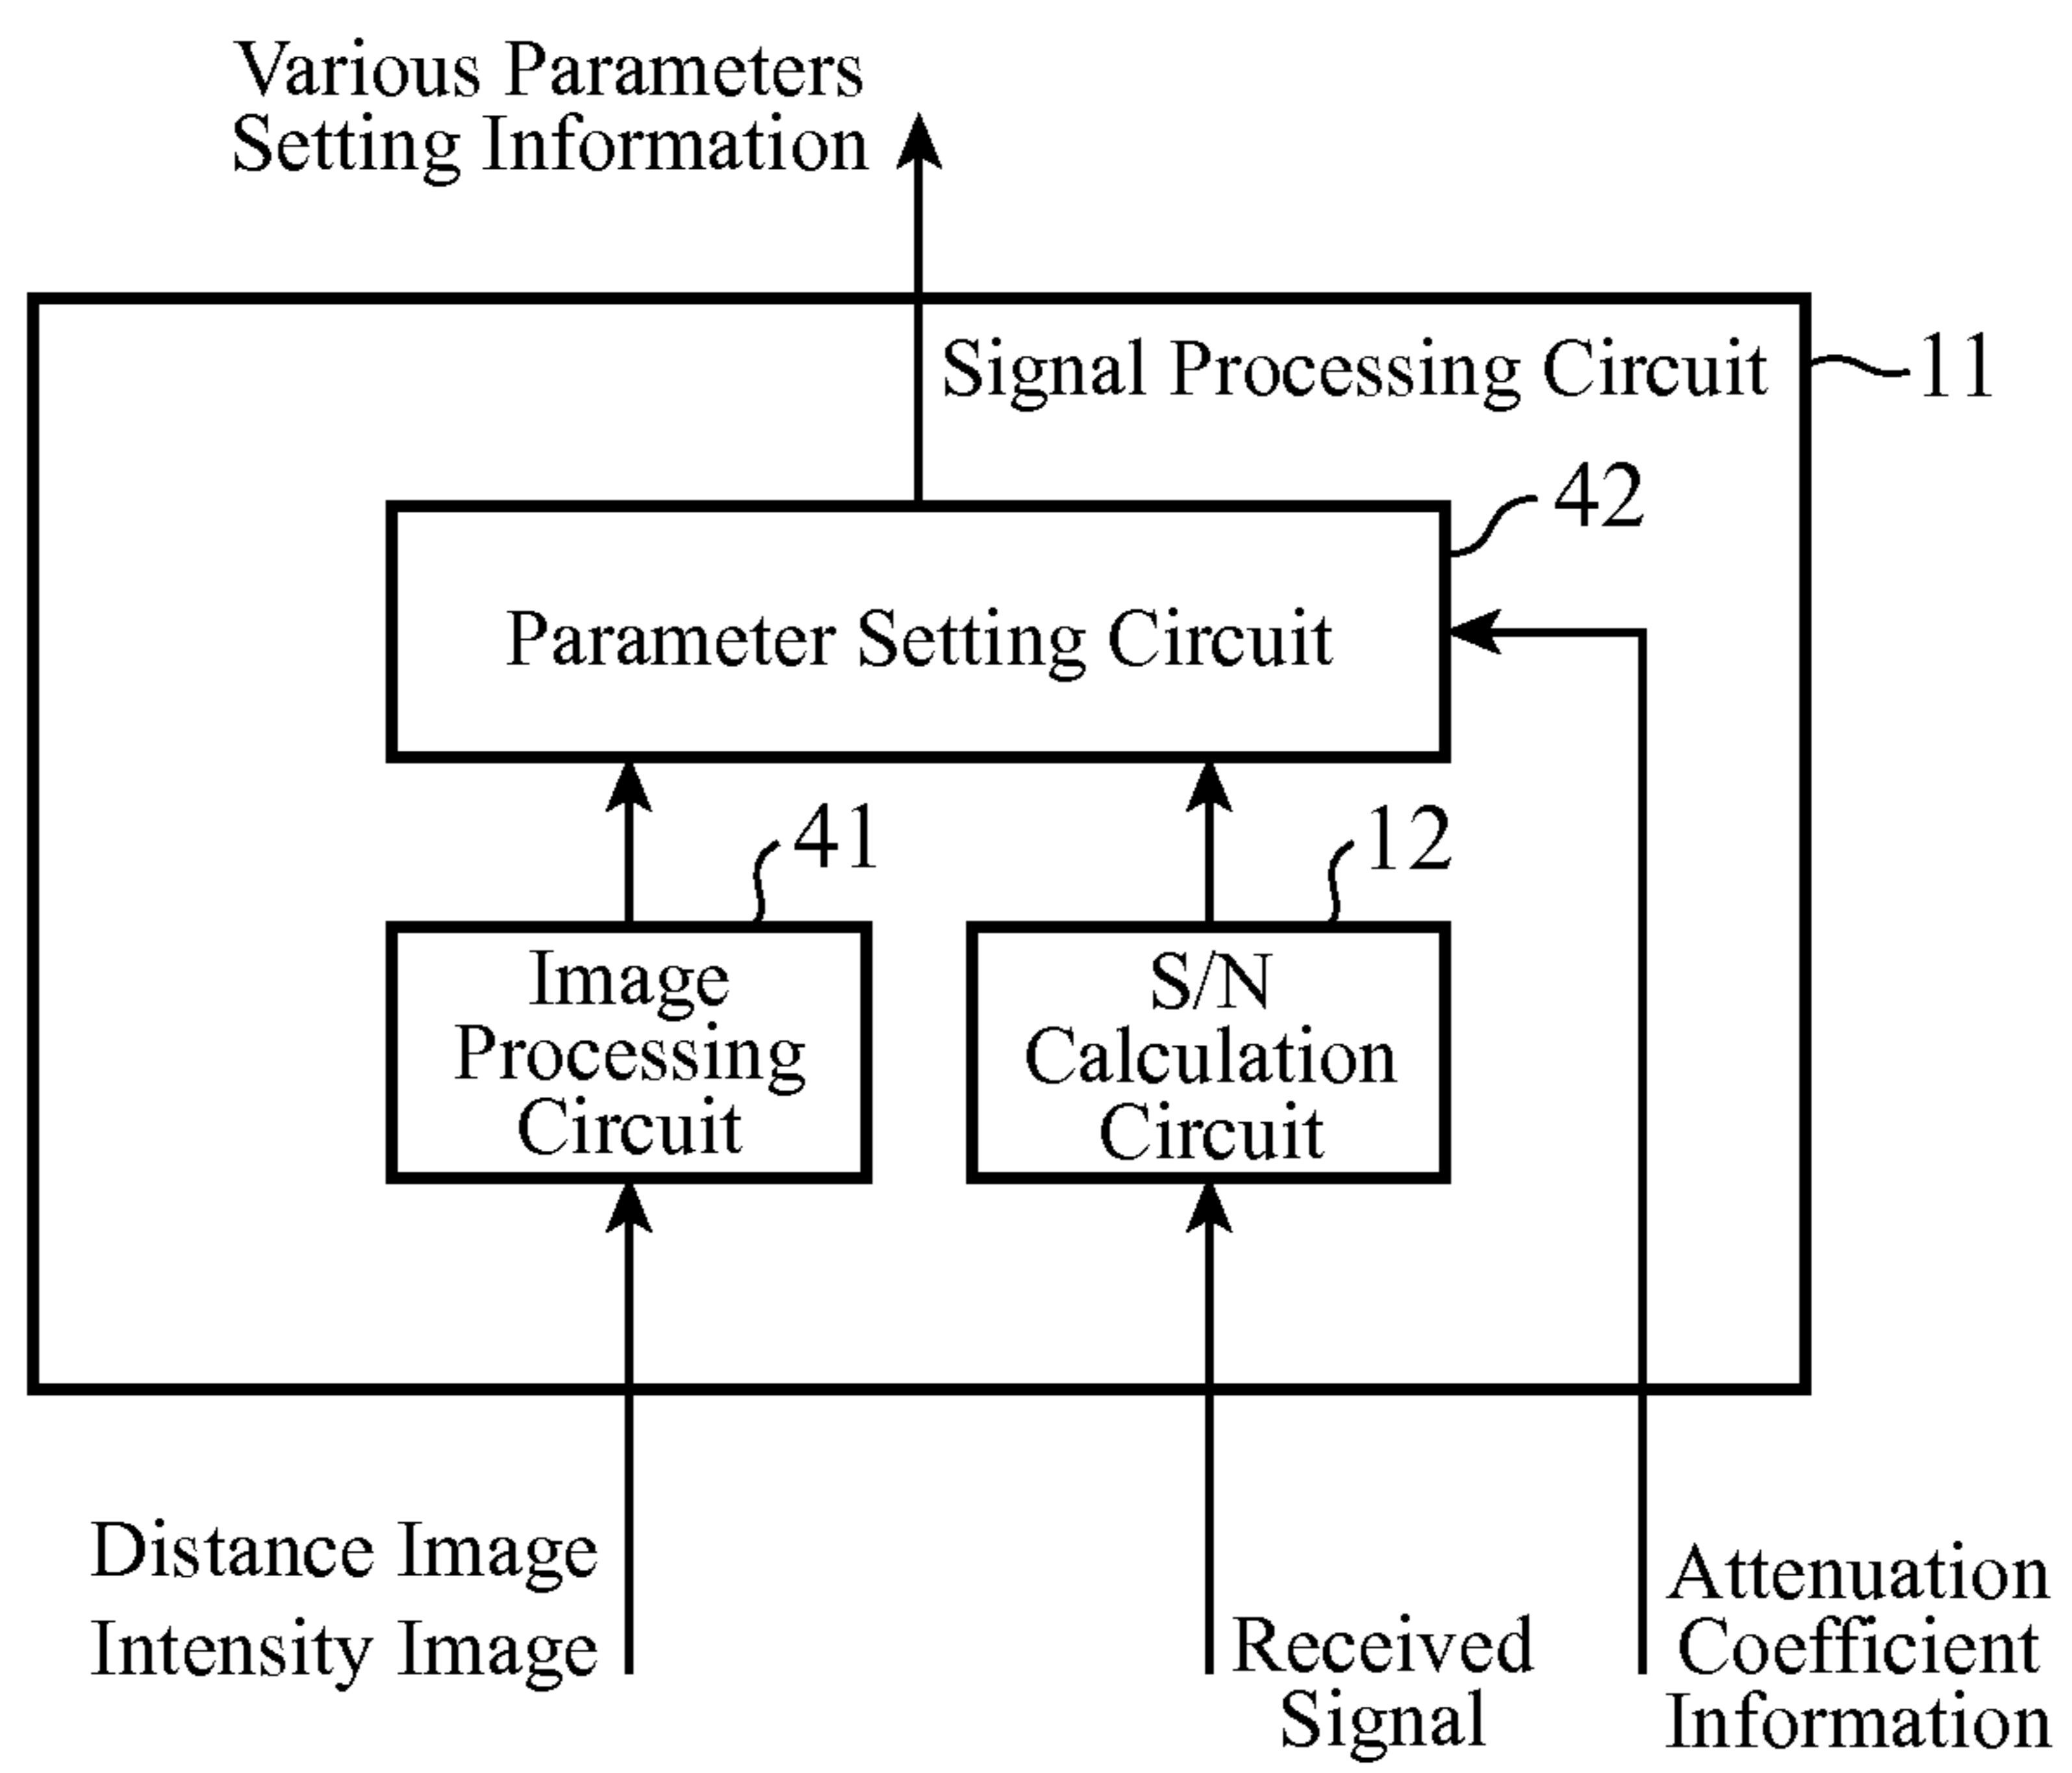 Various Parameters
Setting Information
Signal Processing Circuit
11
42
Parameter Setting Circuit
41
12
Image
Processing
Circuit
S/N
Calculation
Circuit
Distance Image
Intensity Image
Received
Signal
Attenuation
Coefficient
Information